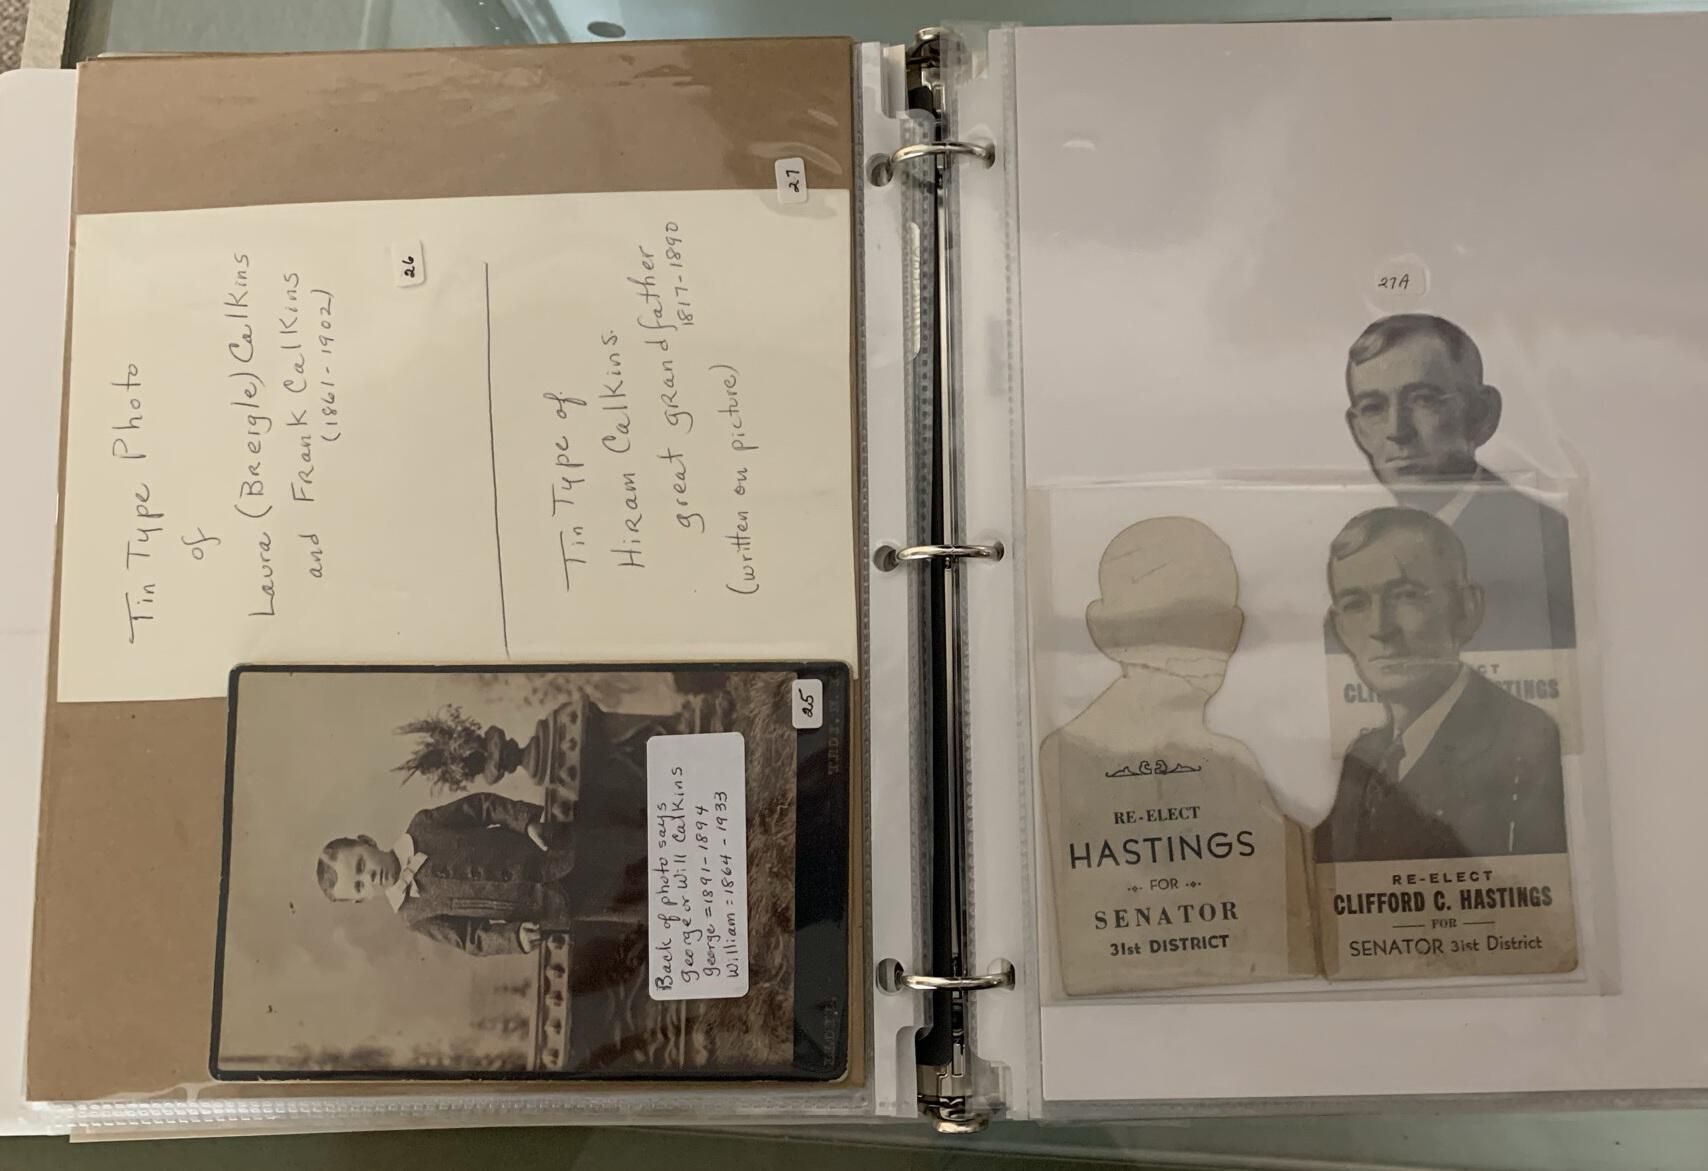 Tin Type Photo
of
Laura (Breigle) Calkins
and Frank Calkins
(1861-1902)
26
Tin Type of
Hiram Calkins.
great grandfather
1817-1890
(written on picture)
27
Back of photo says
george or Will Calkins
george = 1891-1894
William = 1864-1933
25
27A
RE-ELECT
HASTINGS
FOR
SENATOR
31st DISTRICT
CT
CLI TINGS
RE-ELECT
CLIFFORD C. HASTINGS
FOR
SENATOR 31st District